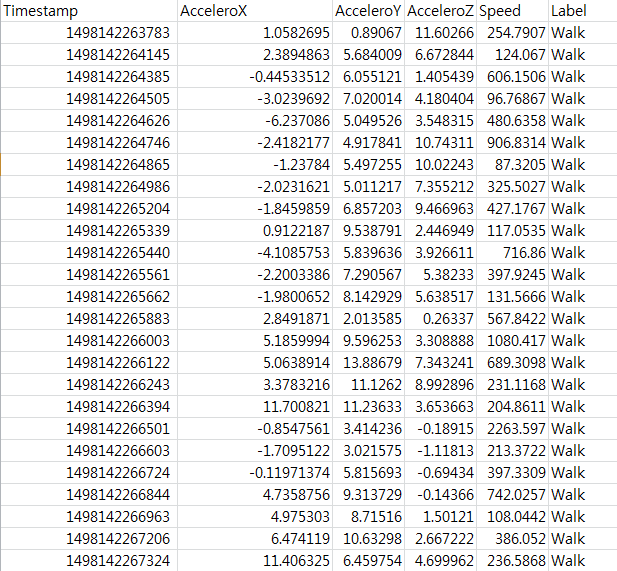 Timestamp AcceleroX AcceleroY AcceleroZ Speed Label
1498142263783 1.0582695 0.89067 11.60266 254.7907 Walk
1498142264145 2.3894863 5.684009 6.672844 124.067 Walk
1498142264385 -0.44533512 6.055121 1.405439 606.1506 Walk
1498142264505 -3.0239692 7.020014 4.180404 96.76867 Walk
1498142264626 -6.237086 5.049526 3.548315 480.6358 Walk
1498142264746 -2.4182177 4.917841 10.74311 906.8314 Walk
1498142264865 -1.23784 5.497255 10.02243 87.3205 Walk
1498142264986 -2.0231621 5.011217 7.355212 325.5027 Walk
1498142265204 -1.8459859 6.857203 9.466963 427.1767 Walk
1498142265339 0.9122187 9.538791 2.446949 117.0535 Walk
1498142265440 -4.1085753 5.839636 3.926611 716.86 Walk
1498142265561 -2.2003386 7.290567 5.38233 397.9245 Walk
1498142265662 -1.9800652 8.142929 5.638517 131.5666 Walk
1498142265883 2.8491871 2.013585 0.26337 567.8422 Walk
1498142266003 5.1859994 9.596253 3.308888 1080.417 Walk
1498142266122 5.0638914 13.88679 7.343241 689.3098 Walk
1498142266243 3.3783216 11.1262 8.992896 231.1168 Walk
1498142266394 11.700821 11.23633 3.653663 204.8611 Walk
1498142266501 -0.8547561 3.414236 -0.18915 2263.597 Walk
1498142266603 -1.7095122 3.021575 -1.11813 213.3722 Walk
1498142266724 -0.11971374 5.815693 -0.69434 397.3309 Walk
1498142266844 4.7358756 9.313729 -0.14366 742.0257 Walk
1498142266963 4.975303 8.71516 1.50121 108.0442 Walk
1498142267206 6.474119 10.63298 2.667222 386.052 Walk
1498142267324 11.406325 6.459754 4.699962 236.5868 Walk